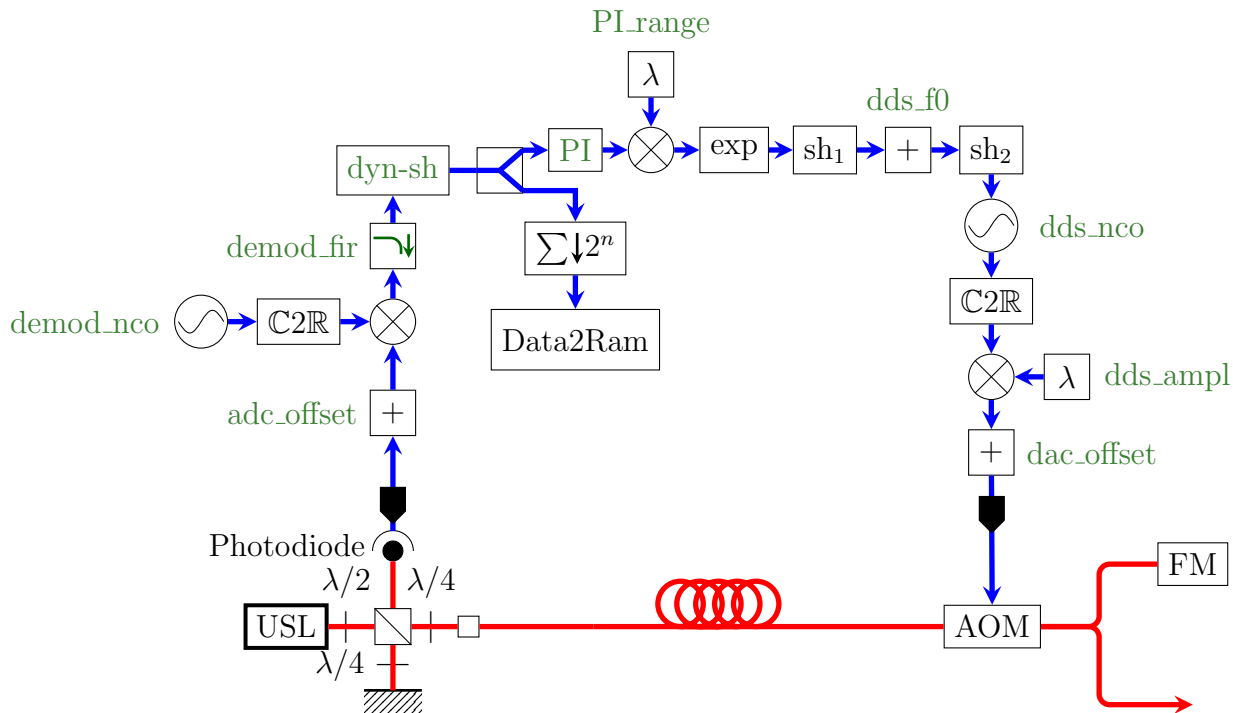 PI_range
λ
dds_f0
dyn-sh
PI
exp
sh₁
+
sh₂
demod_fir
∑ ↓2ⁿ
dds_nco
demod_nco
ℂ2ℝ
ℂ2ℝ
Data2Ram
λ
dds_ampl
adc_offset
+
+
dac_offset
Photodiode
λ/2
λ/4
FM
USL
AOM
λ/4